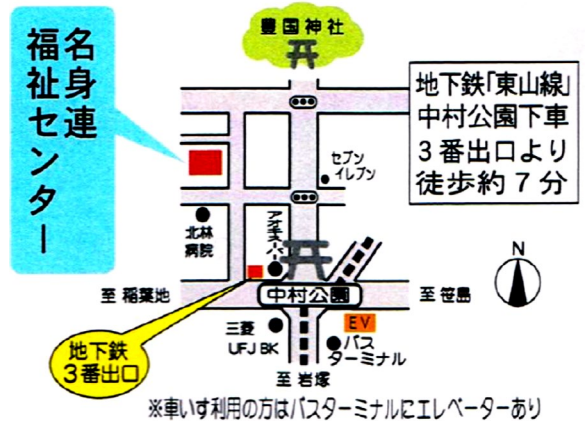 豊国神社
名身連
福祉センター
地下鉄「東山線」
中村公園下車
3番出口より
徒歩約7分
セブン
イレブン
北林
病院
アオキスーパー
N
至 稲葉地
中村公園
至 笹島
地下鉄
3番出口
三菱
UFJ BK
EV
バス
ターミナル
至 岩塚
※車いす利用の方はバスターミナルにエレベーターあり